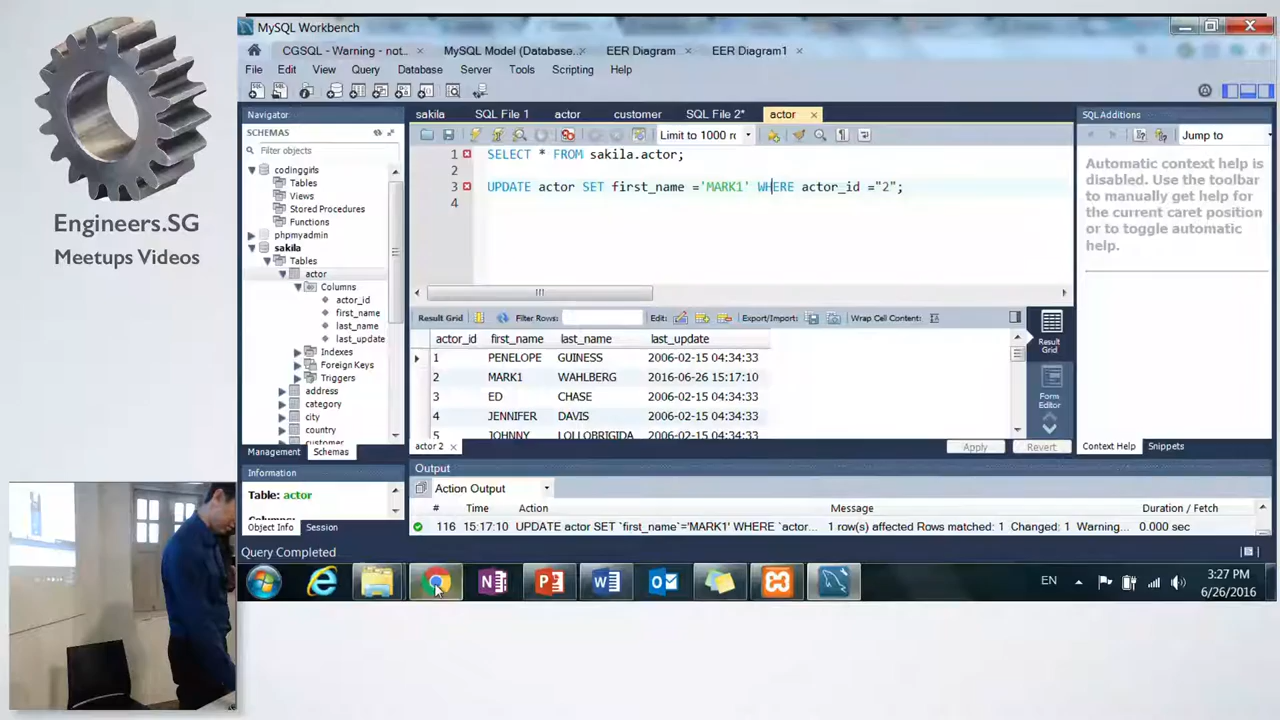 MySQL Workbench
CGSQL - Warning - not... × MySQL Model (Database... × EER Diagram × EER Diagram1 ×
File Edit View Query Database Server Tools Scripting Help
Navigator
SCHEMAS
Filter objects
codinggirls
Tables
Views
Stored Procedures
Functions
phpmyadmin
sakila
Tables
actor
Columns
actor_id
first_name
last_name
last_update
Indexes
Foreign Keys
Triggers
address
category
city
country
customer
Management Schemas
Information
Table: actor
Object Info Session
Query Completed
sakila SQL File 1 actor customer SQL File 2* actor ×
Limit to 1000 rc
1 SELECT * FROM sakila.actor;
2
3 UPDATE actor SET first_name ='MARK1' WHERE actor_id ="2";
4
Result Grid Filter Rows: Edit: Export/Import: Wrap Cell Content:
actor_id first_name last_name last_update
1 PENELOPE GUINESS 2006-02-15 04:34:33
2 MARK1 WAHLBERG 2016-06-26 15:17:10
3 ED CHASE 2006-02-15 04:34:33
4 JENNIFER DAVIS 2006-02-15 04:34:33
5 JOHNNY LOLLOBRIGIDA 2006-02-15 04:34:33
Result
Grid
Form
Editor
actor 2 × Apply Revert
Output
Action Output
# Time Action Message Duration / Fetch
116 15:17:10 UPDATE actor SET `first_name`='MARK1' WHERE `actor... 1 row(s) affected Rows matched: 1 Changed: 1 Warning... 0.000 sec
SQL Additions
Jump to
Automatic context help is
disabled. Use the toolbar
to manually get help for
the current caret position
or to toggle automatic
help.
Context Help Snippets
EN
3:27 PM
6/26/2016
Engineers.SG
Meetups Videos